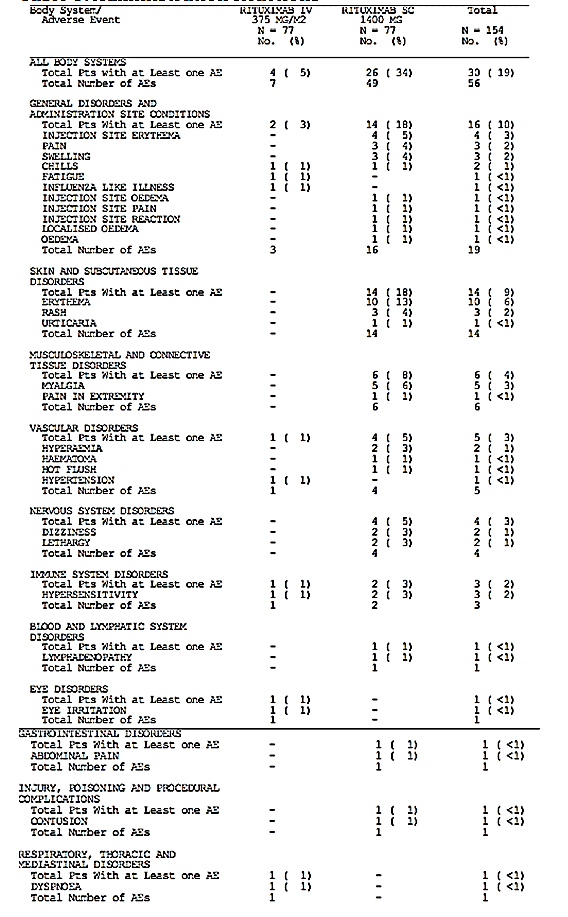 Body System/ RITUXIMAB IV RITUXIMAB SC Total
Adverse Event 375 MG/M2 1400 MG
N = 77 N = 77 N = 154
No. (%) No. (%) No. (%)
ALL BODY SYSTEMS
Total Pts with at Least one AE 4 ( 5) 26 (34) 30 (19)
Total Number of AEs 7 49 56
GENERAL DISORDERS AND
ADMINISTRATION SITE CONDITIONS
Total Pts With at Least one AE 2 ( 3) 14 (18) 16 (10)
INJECTION SITE ERYTHEMA - 4 ( 5) 4 ( 3)
PAIN - 3 ( 4) 3 ( 2)
SWELLING - 3 ( 4) 3 ( 2)
CHILLS 1 ( 1) 1 ( 1) 2 ( 1)
FATIGUE 1 ( 1) - 1 (<1)
INFLUENZA LIKE ILLNESS 1 ( 1) - 1 (<1)
INJECTION SITE OEDEMA - 1 ( 1) 1 (<1)
INJECTION SITE PAIN - 1 ( 1) 1 (<1)
INJECTION SITE REACTION - 1 ( 1) 1 (<1)
LOCALISED OEDEMA - 1 ( 1) 1 (<1)
OEDEMA - 1 ( 1) 1 (<1)
Total Number of AEs 3 16 19
SKIN AND SUBCUTANEOUS TISSUE
DISORDERS
Total Pts With at Least one AE - 14 (18) 14 ( 9)
ERYTHEMA - 10 (13) 10 ( 6)
RASH - 3 ( 4) 3 ( 2)
URTICARIA - 1 ( 1) 1 (<1)
Total Number of AEs - 14 14
MUSCULOSKELETAL AND CONNECTIVE
TISSUE DISORDERS
Total Pts With at Least one AE - 6 ( 8) 6 ( 4)
MYALGIA - 5 ( 6) 5 ( 3)
PAIN IN EXTREMITY - 1 ( 1) 1 (<1)
Total Number of AEs - 6 6
VASCULAR DISORDERS
Total Pts With at Least one AE 1 ( 1) 4 ( 5) 5 ( 3)
HYPERAEMIA - 2 ( 3) 2 ( 1)
HAEMATOMA - 1 ( 1) 1 (<1)
HOT FLUSH - 1 ( 1) 1 (<1)
HYPERTENSION 1 ( 1) - 1 (<1)
Total Number of AEs 1 4 5
NERVOUS SYSTEM DISORDERS
Total Pts With at Least one AE - 4 ( 5) 4 ( 3)
DIZZINESS - 2 ( 3) 2 ( 1)
LETHARGY - 2 ( 3) 2 ( 1)
Total Number of AEs - 4 4
IMMUNE SYSTEM DISORDERS
Total Pts With at Least one AE 1 ( 1) 2 ( 3) 3 ( 2)
HYPERSENSITIVITY 1 ( 1) 2 ( 3) 3 ( 2)
Total Number of AEs 1 2 3
BLOOD AND LYMPHATIC SYSTEM
DISORDERS
Total Pts With at Least one AE - 1 ( 1) 1 (<1)
LYMPHADENOPATHY - 1 ( 1) 1 (<1)
Total Number of AEs - 1 1
EYE DISORDERS
Total Pts With at Least one AE 1 ( 1) - 1 (<1)
EYE IRRITATION 1 ( 1) - 1 (<1)
Total Number of AEs 1 - 1
GASTROINTESTINAL DISORDERS
Total Pts With at Least one AE - 1 ( 1) 1 (<1)
ABDOMINAL PAIN - 1 ( 1) 1 (<1)
Total Number of AEs - 1 1
INJURY, POISONING AND PROCEDURAL
COMPLICATIONS
Total Pts With at Least one AE - 1 ( 1) 1 (<1)
CONTUSION - 1 ( 1) 1 (<1)
Total Number of AEs - 1 1
RESPIRATORY, THORACIC AND
MEDIASTINAL DISORDERS
Total Pts With at Least one AE 1 ( 1) - 1 (<1)
DYSPNOEA 1 ( 1) - 1 (<1)
Total Number of AEs 1 - 1